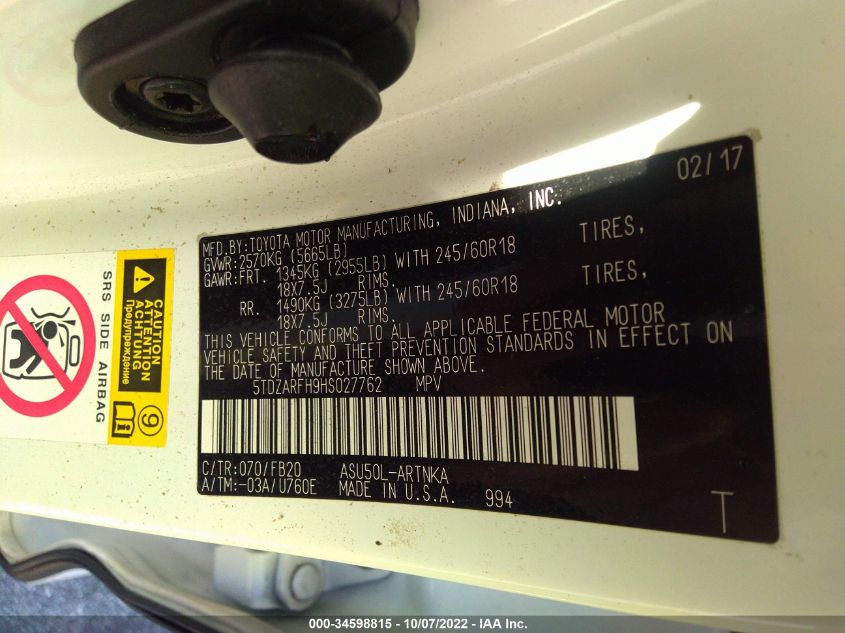 02/17
MFD.BY:TOYOTA MOTOR MANUFACTURING, INDIANA, INC.
GVWR:2570KG (5665LB)
GAWR:FRT. 1345KG (2955LB) WITH 245/60R18 TIRES,
18X7.5J RIMS.
RR. 1490KG (3275LB) WITH 245/60R18 TIRES,
18X7.5J RIMS.
THIS VEHICLE CONFORMS TO ALL APPLICABLE FEDERAL MOTOR
VEHICLE SAFETY AND THEFT PREVENTION STANDARDS IN EFFECT ON
THE DATE OF MANUFACTURE SHOWN ABOVE.
5TDZARFH9HS027762 MPV
C/TR:070/FB20 ASU50L-ARTNKA
A/TM:-03A/U760E MADE IN U.S.A. 994
T
SRS SIDE AIRBAG
CAUTION
ATTENTION
ACHTUNG
Предупреждение
9
000-34598815 - 10/07/2022 - IAA Inc.